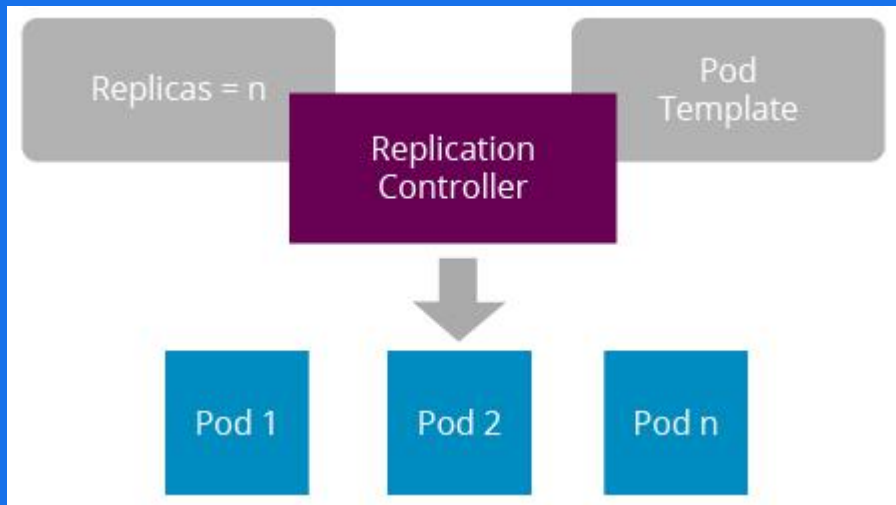 Replicas = n
Pod
Template
Replication
Controller
Pod 1
Pod 2
Pod n